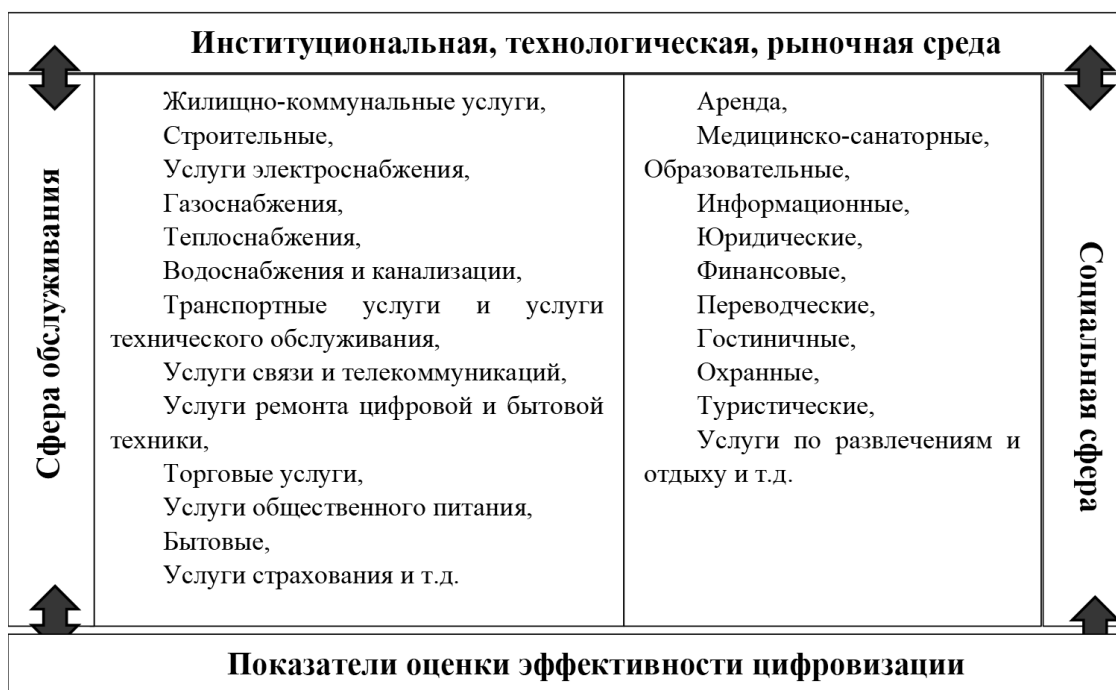 Институциональная, технологическая, рыночная среда
Сфера обслуживания
Жилищно-коммунальные услуги,
Строительные,
Услуги электроснабжения,
Газоснабжения,
Теплоснабжения,
Водоснабжения и канализации,
Транспортные услуги и услуги
технического обслуживания,
Услуги связи и телекоммуникаций,
Услуги ремонта цифровой и бытовой
техники,
Торговые услуги,
Услуги общественного питания,
Бытовые,
Услуги страхования и т.д.
Аренда,
Медицинско-санаторные,
Образовательные,
Информационные,
Юридические,
Финансовые,
Переводческие,
Гостиничные,
Охранные,
Туристические,
Услуги по развлечениям и
отдыху и т.д.
Социальная сфера
Показатели оценки эффективности цифровизации